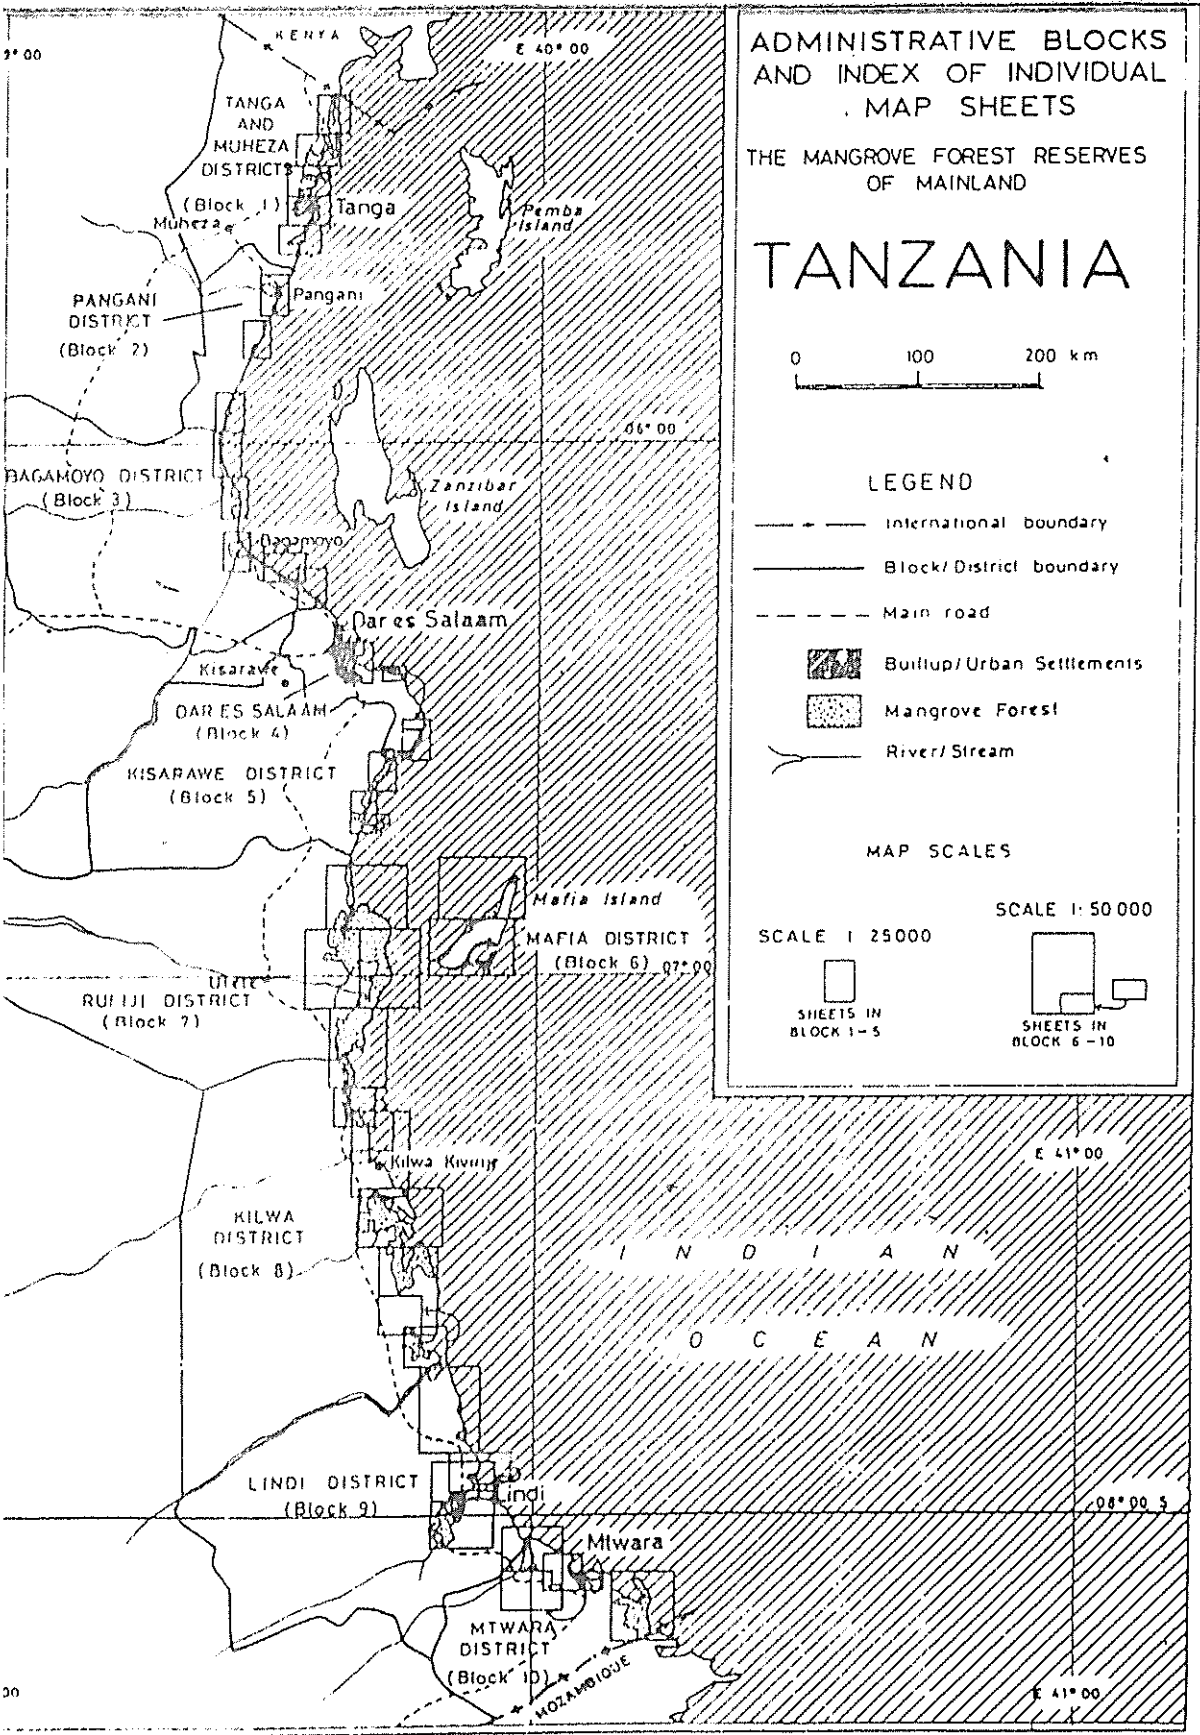 ADMINISTRATIVE BLOCKS
AND INDEX OF INDIVIDUAL
MAP SHEETS
THE MANGROVE FOREST RESERVES
OF MAINLAND
TANZANIA
0 100 200 km
LEGEND
International boundary
Block/District boundary
Main road
Builtup/Urban Settlements
Mangrove Forest
River/Stream
MAP SCALES
SCALE 1: 50 000
SCALE 1 25000
SHEETS IN
BLOCK 1-5
SHEETS IN
BLOCK 6-10
KENYA
E 40° 00
TANGA
AND
MUHEZA
DISTRICTS
(Block 1)
Tanga
Muheza
Pemba
Island
PANGANI
DISTRICT
(Block 2)
Pangani
06° 00
BAGAMOYO DISTRICT
(Block 3)
Zanzibar
Island
Bagamoyo
Dar es Salaam
Kisarawe
DAR ES SALAAM
(Block 4)
KISARAWE DISTRICT
(Block 5)
Mafia Island
MAFIA DISTRICT
(Block 6)
07° 00
Utete
RUFIJI DISTRICT
(Block 7)
Kilwa Kivinje
E 41° 00
KILWA
DISTRICT
(Block 8)
INDIAN
OCEAN
LINDI DISTRICT
(Block 9)
Lindi
08° 00 S
Mtwara
MTWARA
DISTRICT
(Block 10)
MOZAMBIQUE
E 41° 00